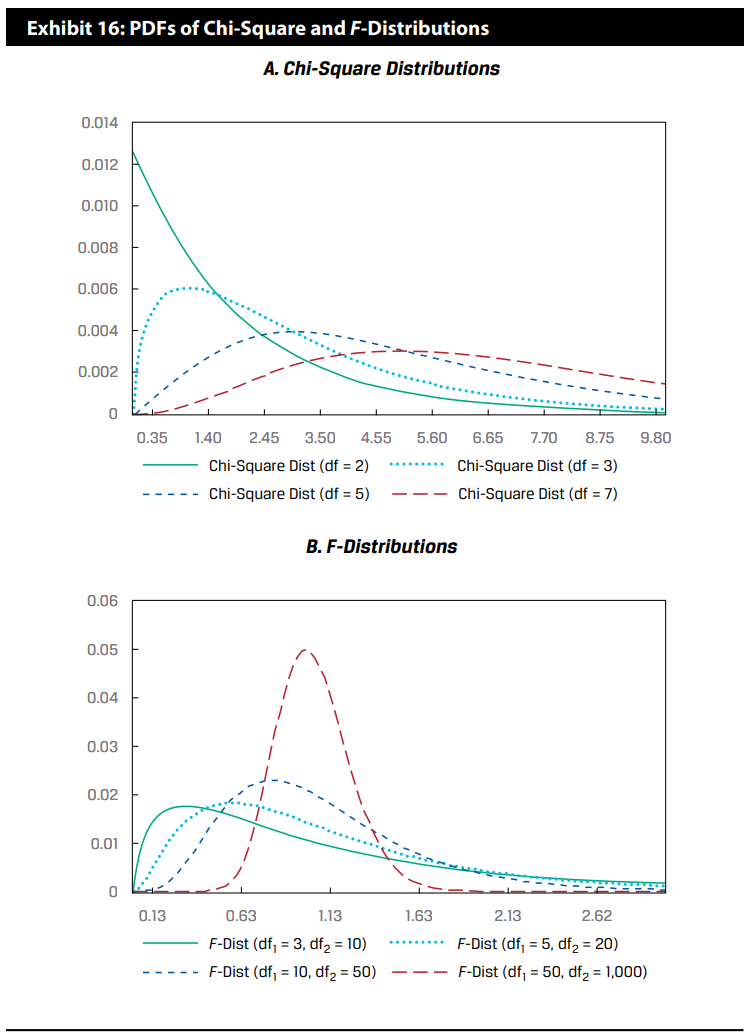 Exhibit 16: PDFs of Chi-Square and F-Distributions
A. Chi-Square Distributions
0.014
0.012
0.010
0.008
0.006
0.004
0.002
0
0.35 1.40 2.45 3.50 4.55 5.60 6.65 7.70 8.75 9.80
Chi-Square Dist (df = 2) Chi-Square Dist (df = 3)
Chi-Square Dist (df = 5) Chi-Square Dist (df = 7)
B. F-Distributions
0.06
0.05
0.04
0.03
0.02
0.01
0
0.13 0.63 1.13 1.63 2.13 2.62
F-Dist (df₁ = 3, df₂ = 10) F-Dist (df₁ = 5, df₂ = 20)
F-Dist (df₁ = 10, df₂ = 50) F-Dist (df₁ = 50, df₂ = 1,000)